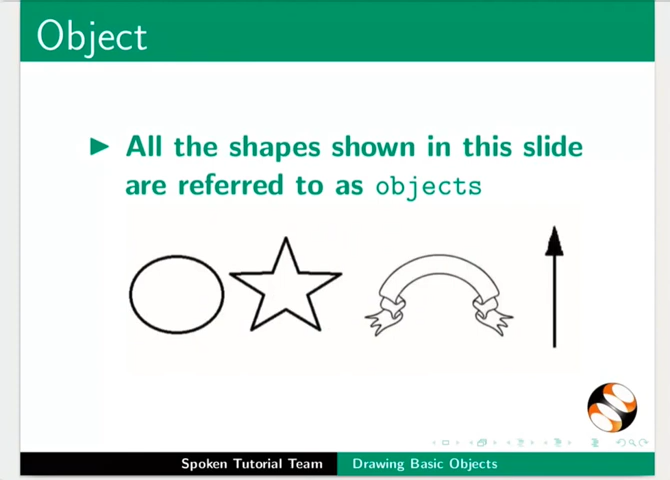 Object
All the shapes shown in this slide
are referred to as objects
Spoken Tutorial Team
Drawing Basic Objects